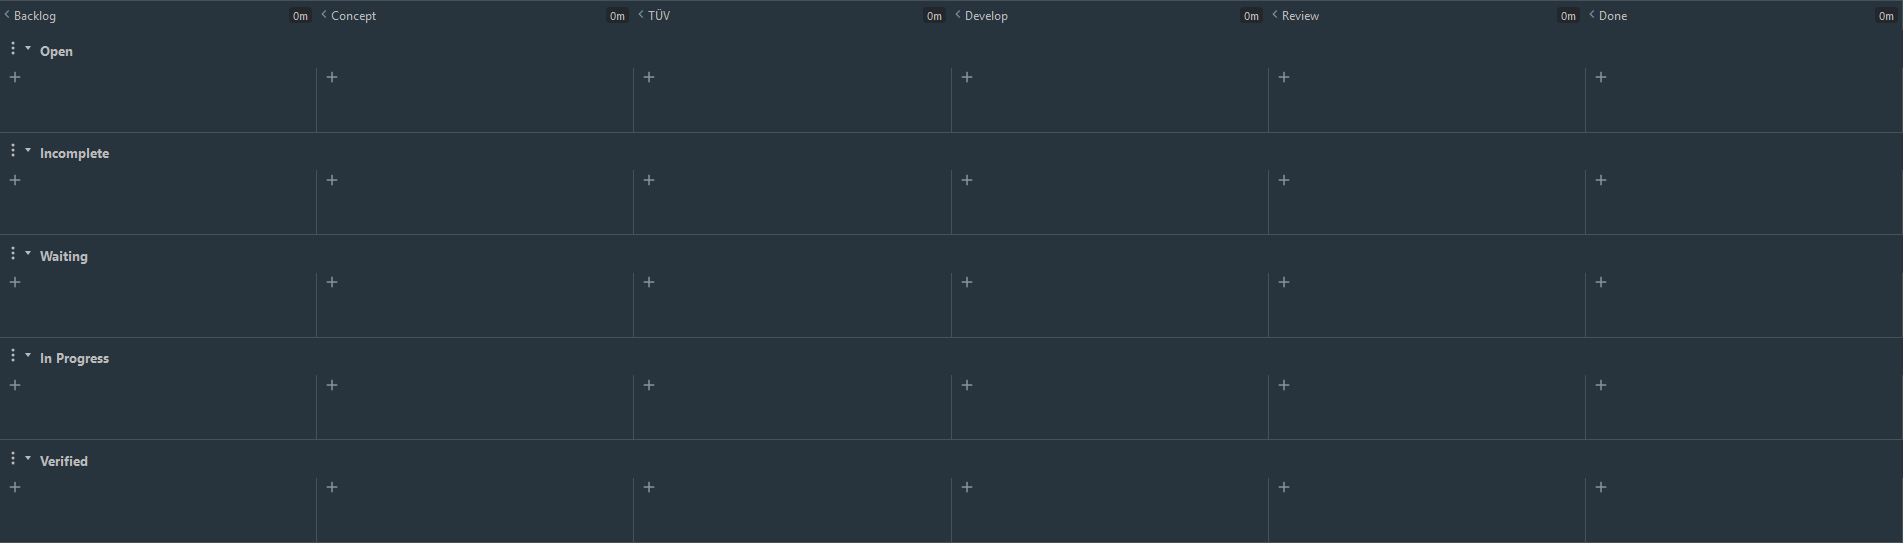 Backlog 0m Concept 0m TÜV 0m Develop 0m Review 0m Done 0m
Open
Incomplete
Waiting
In Progress
Verified